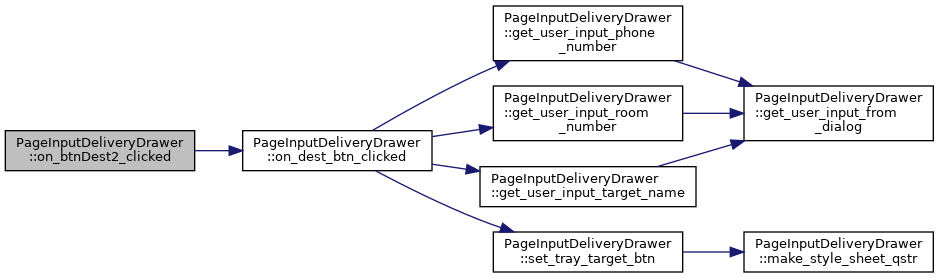 PageInputDeliveryDrawer
::on_btnDest2_clicked
PageInputDeliveryDrawer
::on_dest_btn_clicked
PageInputDeliveryDrawer
::get_user_input_phone
_number
PageInputDeliveryDrawer
::get_user_input_room
_number
PageInputDeliveryDrawer
::get_user_input_target_name
PageInputDeliveryDrawer
::set_tray_target_btn
PageInputDeliveryDrawer
::get_user_input_from
_dialog
PageInputDeliveryDrawer
::make_style_sheet_qstr